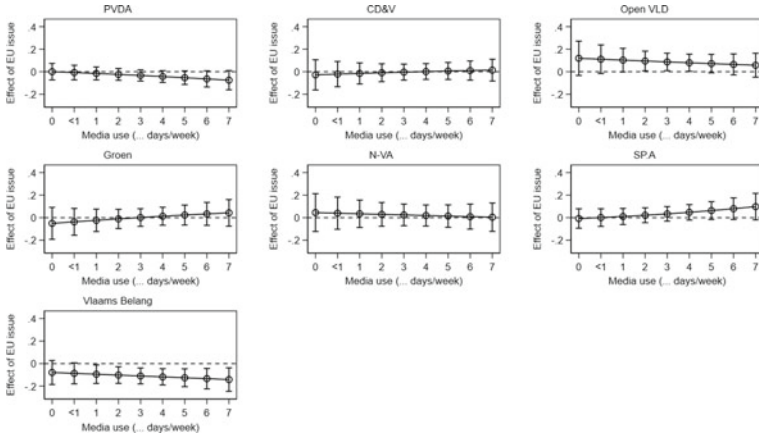 PVDA
Effect of EU issue
.4
.2
0
-.2
0 <1 1 2 3 4 5 6 7
Media use (... days/week)
CD&V
Effect of EU issue
.4
.2
0
-.2
0 <1 1 2 3 4 5 6 7
Media use (... days/week)
Open VLD
Effect of EU issue
.4
.2
0
-.2
0 <1 1 2 3 4 5 6 7
Media use (... days/week)
Groen
Effect of EU issue
.4
.2
0
-.2
0 <1 1 2 3 4 5 6 7
Media use (... days/week)
N-VA
Effect of EU issue
.4
.2
0
-.2
0 <1 1 2 3 4 5 6 7
Media use (... days/week)
SP.A
Effect of EU issue
.4
.2
0
-.2
0 <1 1 2 3 4 5 6 7
Media use (... days/week)
Vlaams Belang
Effect of EU issue
.4
.2
0
-.2
0 <1 1 2 3 4 5 6 7
Media use (... days/week)